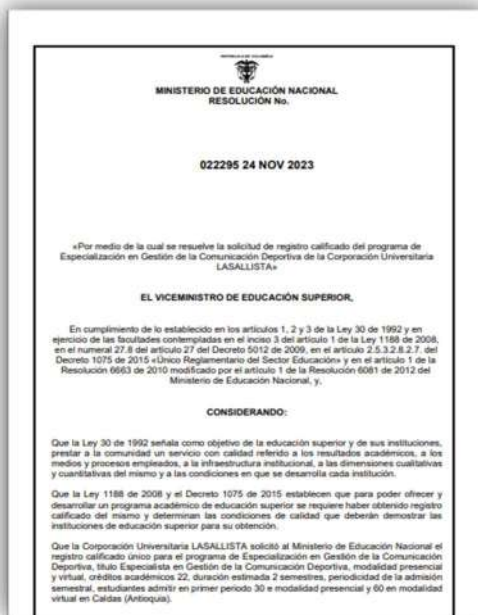 REPÚBLICA DE COLOMBIA
MINISTERIO DE EDUCACIÓN NACIONAL
RESOLUCIÓN No.
022295 24 NOV 2023
«Por medio de la cual se resuelve la solicitud de registro calificado del programa de
Especialización en Gestión de la Comunicación Deportiva de la Corporación Universitaria
LASALLISTA»
EL VICEMINISTRO DE EDUCACIÓN SUPERIOR,
En cumplimiento de lo establecido en los artículos 1, 2 y 3 de la Ley 30 de 1992 y en
ejercicio de las facultades contempladas en el inciso 3 del artículo 1 de la Ley 1188 de 2008,
en el numeral 27.8 del artículo 27 del Decreto 5012 de 2009, en el artículo 2.5.3.2.8.2.7. del
Decreto 1075 de 2015 «Único Reglamentario del Sector Educación» y en el artículo 1 de la
Resolución 6663 de 2010 modificado por el artículo 1 de la Resolución 6081 de 2012 del
Ministerio de Educación Nacional, y,
CONSIDERANDO:
Que la Ley 30 de 1992 señala como objetivo de la educación superior y de sus instituciones,
prestar a la comunidad un servicio con calidad referido a los resultados académicos, a los
medios y procesos empleados, a la infraestructura institucional, a las dimensiones cualitativas
y cuantitativas del mismo y a las condiciones en que se desarrolla cada institución.
Que la Ley 1188 de 2008 y el Decreto 1075 de 2015 establecen que para poder ofrecer y
desarrollar un programa académico de educación superior se requiere haber obtenido registro
calificado del mismo y determinan las condiciones de calidad que deberán demostrar las
instituciones de educación superior para su obtención.
Que la Corporación Universitaria LASALLISTA solicitó al Ministerio de Educación Nacional el
registro calificado único para el programa de Especialización en Gestión de la Comunicación
Deportiva, título Especialista en Gestión de la Comunicación Deportiva, modalidad presencial
y virtual, créditos académicos 22, duración estimada 2 semestres, periodicidad de la admisión
semestral, estudiantes admitir en primer periodo 30 e modalidad presencial y 60 en modalidad
virtual en Caldas (Antioquia).